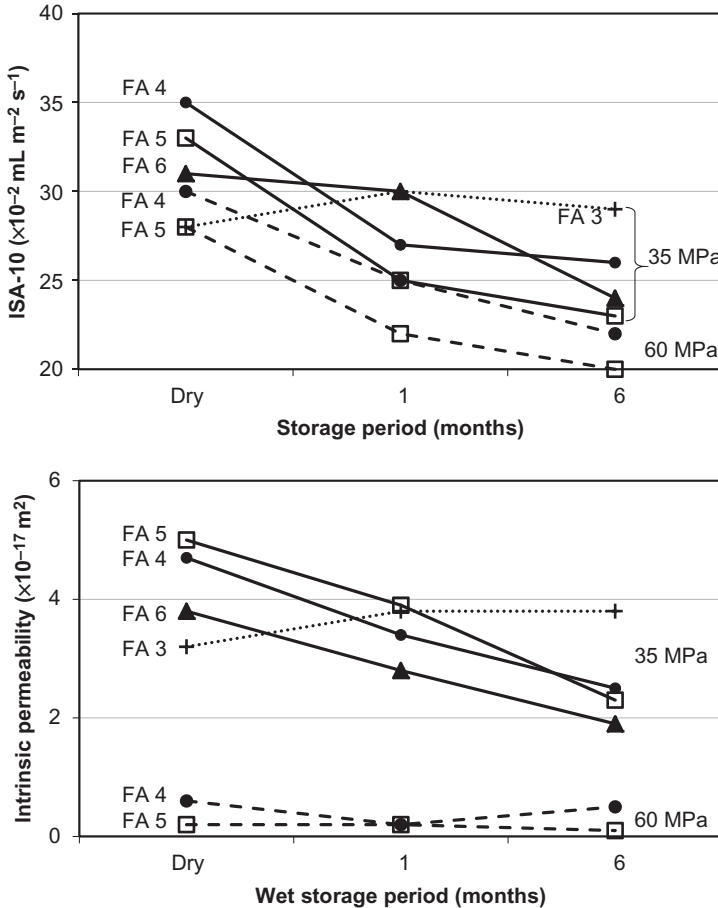 ISA-10 (×10⁻² mL m⁻² s⁻¹)
40
35
30
25
20
FA 4
FA 5
FA 6
FA 4
FA 5
FA 3
35 MPa
60 MPa
Dry
1
6
Storage period (months)
Intrinsic permeability (×10⁻¹⁷ m²)
6
4
2
0
FA 5
FA 4
FA 6
FA 3
35 MPa
FA 4
FA 5
60 MPa
Dry
1
6
Wet storage period (months)